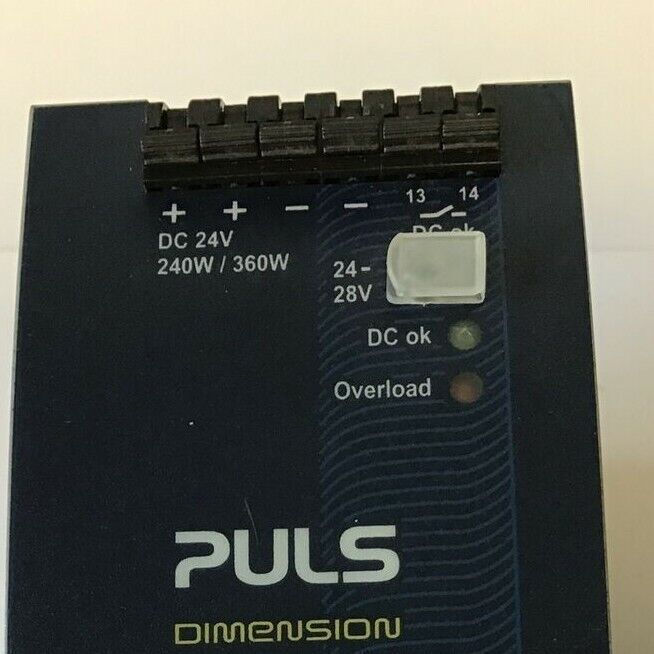 13 14
+ + − −
DC ok
DC 24V
240W / 360W
24-
28V
DC ok
Overload
PULS
DIMENSION